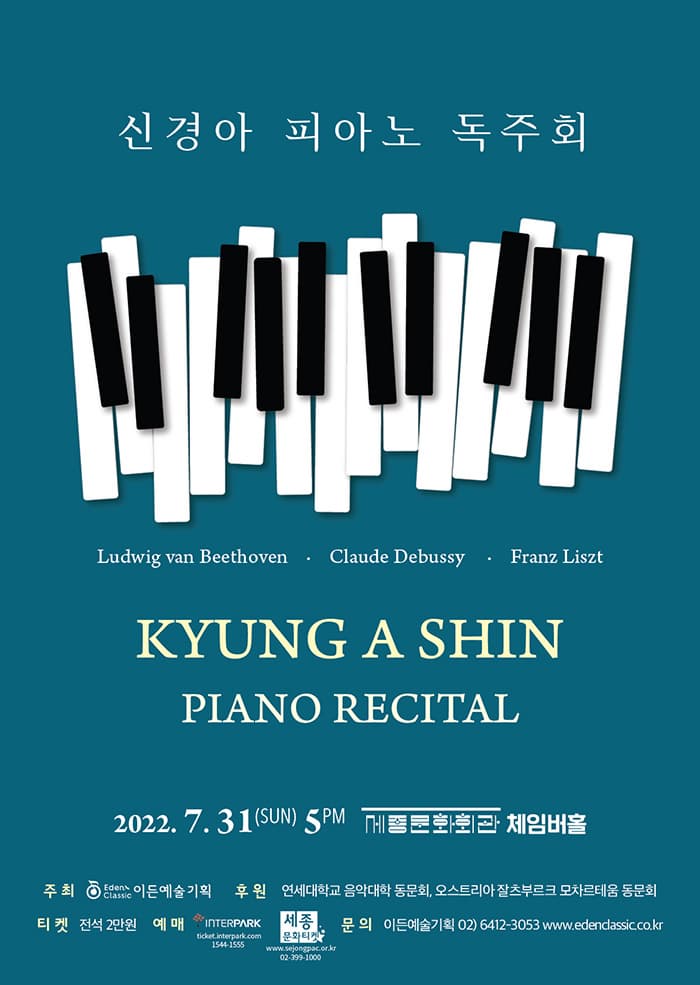 신경아 피아노 독주회
Ludwig van Beethoven · Claude Debussy · Franz Liszt
KYUNG A SHIN
PIANO RECITAL
2022. 7. 31(SUN) 5PM 세종문화회관 체임버홀
주최 Eden Classic 이든예술기획 후원 연세대학교 음악대학 동문회, 오스트리아 잘츠부르크 모차르테움 동문회
티켓 전석 2만원 예매 INTERPARK ticket.interpark.com 1544-1555 세종문화티켓 www.sejongpac.or.kr 02-399-1000 문의 이든예술기획 02) 6412-3053 www.edenclassic.co.kr